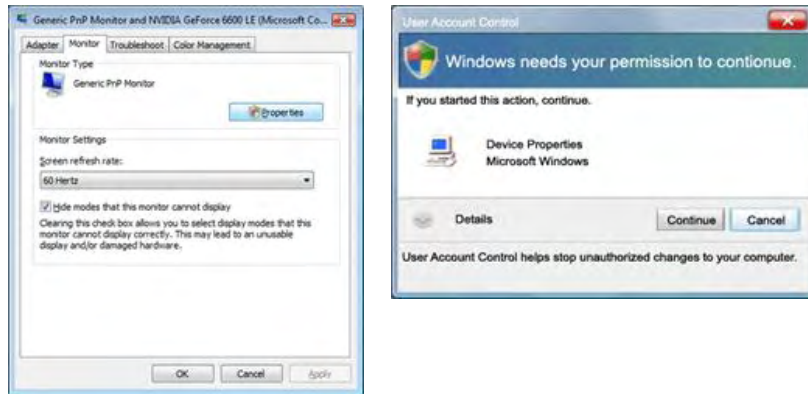 Generic PnP Monitor and NVIDIA GeForce 6600 LE (Microsoft Co...
Adapter Monitor Troubleshoot Color Management
Monitor Type
Generic PnP Monitor
Properties
Monitor Settings
Screen refresh rate:
60 Hertz
Hide modes that this monitor cannot display
Clearing this check box allows you to select display modes that this
monitor cannot display correctly. This may lead to an unusable
display and/or damaged hardware.
OK Cancel Apply
User Account Control
Windows needs your permission to contionue.
If you started this action, continue.
Device Properties
Microsoft Windows
Details Continue Cancel
User Account Control helps stop unauthorized changes to your computer.